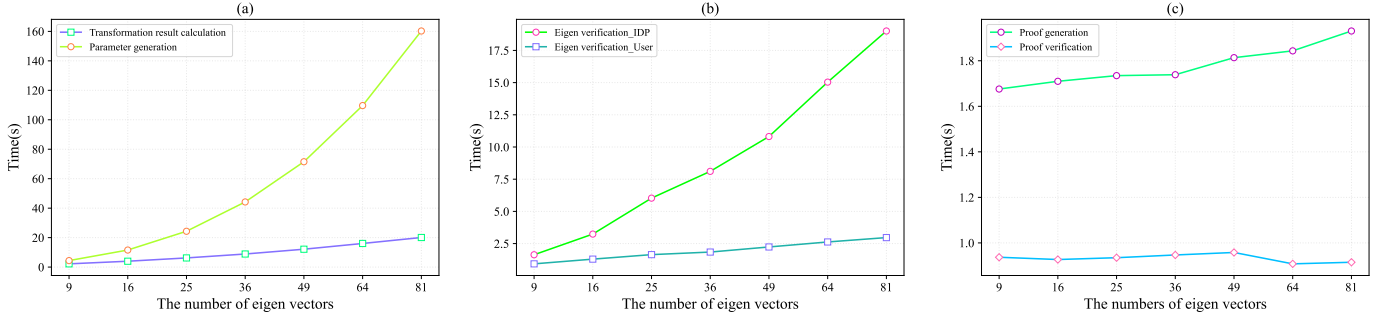 (a)
Transformation result calculation
Parameter generation
160
140
120
100
80
60
40
20
0
Time(s)
9 16 25 36 49 64 81
The number of eigen vectors
(b)
Eigen verification_IDP
Eigen verification_User
17.5
15.0
12.5
10.0
7.5
5.0
2.5
Time(s)
9 16 25 36 49 64 81
The number of eigen vectors
(c)
Proof generation
Proof verification
1.8
1.6
1.4
1.2
1.0
Time(s)
9 16 25 36 49 64 81
The numbers of eigen vectors